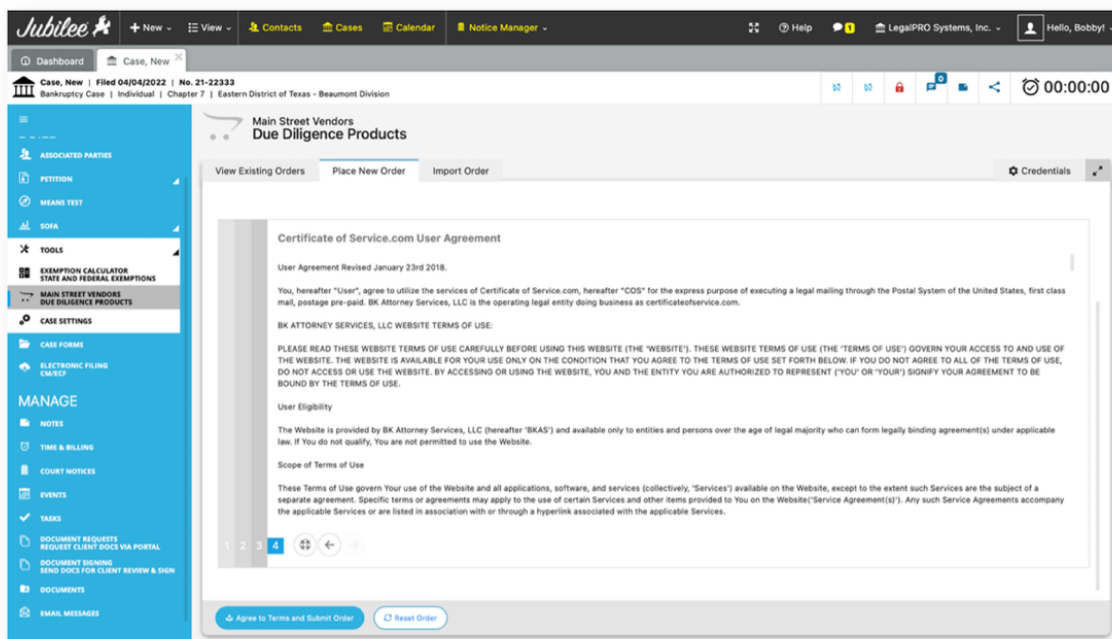 Jubilee
+ New
View
Contacts
Cases
Calendar
Notice Manager
Help
1
LegalPRO Systems, Inc.
Hello, Bobby!
Dashboard
Case, New
Case, New | Filed 04/04/2022 | No. 21-22333
Bankruptcy Case | Individual | Chapter 7 | Eastern District of Texas - Beaumont Division
0
00:00:00
ASSOCIATED PARTIES
PETITION
MEANS TEST
SOFA
TOOLS
EXEMPTION CALCULATOR
STATE AND FEDERAL EXEMPTIONS
MAIN STREET VENDORS
DUE DILIGENCE PRODUCTS
CASE SETTINGS
CASE FORMS
ELECTRONIC FILING
CM/ECF
MANAGE
NOTES
TIME & BILLING
COURT NOTICES
EVENTS
TASKS
DOCUMENT REQUESTS
REQUEST CLIENT DOCS VIA PORTAL
DOCUMENT SIGNING
SEND DOCS FOR CLIENT REVIEW & SIGN
DOCUMENTS
EMAIL MESSAGES
Main Street Vendors
Due Diligence Products
View Existing Orders
Place New Order
Import Order
Credentials
Certificate of Service.com User Agreement
User Agreement Revised January 23rd 2018.
You, hereafter "User", agree to utilize the services of Certificate of Service.com, hereafter "COS" for the express purpose of executing a legal mailing through the Postal System of the United States, first class
mail, postage pre-paid. BK Attorney Services, LLC is the operating legal entity doing business as certificateofservice.com.
BK ATTORNEY SERVICES, LLC WEBSITE TERMS OF USE:
PLEASE READ THESE WEBSITE TERMS OF USE CAREFULLY BEFORE USING THIS WEBSITE (THE 'WEBSITE'). THESE WEBSITE TERMS OF USE (THE 'TERMS OF USE') GOVERN YOUR ACCESS TO AND USE OF
THE WEBSITE. THE WEBSITE IS AVAILABLE FOR YOUR USE ONLY ON THE CONDITION THAT YOU AGREE TO THE TERMS OF USE SET FORTH BELOW. IF YOU DO NOT AGREE TO ALL OF THE TERMS OF USE,
DO NOT ACCESS OR USE THE WEBSITE. BY ACCESSING OR USING THE WEBSITE, YOU AND THE ENTITY YOU ARE AUTHORIZED TO REPRESENT ('YOU' OR 'YOUR') SIGNIFY YOUR AGREEMENT TO BE
BOUND BY THE TERMS OF USE.
User Eligibility
The Website is provided by BK Attorney Services, LLC (hereafter 'BKAS') and available only to entities and persons over the age of legal majority who can form legally binding agreement(s) under applicable
law. If You do not qualify, You are not permitted to use the Website.
Scope of Terms of Use
These Terms of Use govern Your use of the Website and all applications, software, and services (collectively, 'Services') available on the Website, except to the extent such Services are the subject of a
separate agreement. Specific terms or agreements may apply to the use of certain Services and other items provided to You on the Website('Service Agreement(s)'). Any such Service Agreements accompany
the applicable Services or are listed in association with or through a hyperlink associated with the applicable Services.
1 2 3 4
Agree to Terms and Submit Order
Reset Order